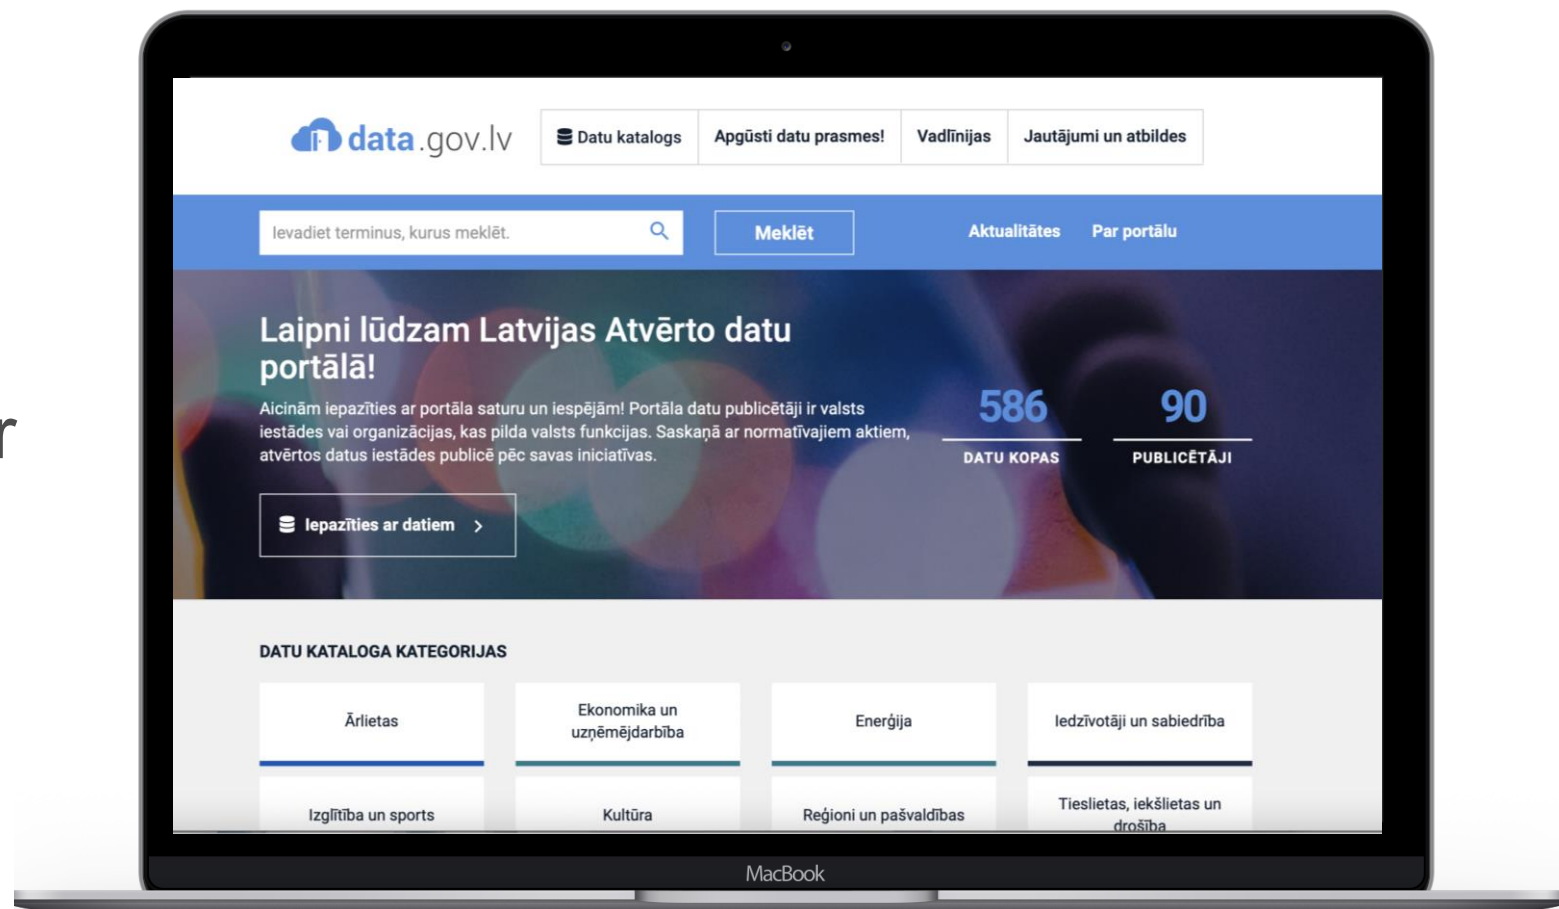 data.gov.lv
Datu katalogs
Apgūsti datu prasmes!
Vadlīnijas
Jautājumi un atbildes
Ievadiet terminus, kurus meklēt.
Meklēt
Aktualitātes
Par portālu
Laipni lūdzam Latvijas Atvērto datu
portālā!
Aicinām iepazīties ar portāla saturu un iespējām! Portāla datu publicētāji ir valsts
iestādes vai organizācijas, kas pilda valsts funkcijas. Saskaņā ar normatīvajiem aktiem,
atvērtos datus iestādes publicē pēc savas iniciatīvas.
586
DATU KOPAS
90
PUBLICĒTĀJI
r
Iepazīties ar datiem
DATU KATALOGA KATEGORIJAS
Ārlietas
Ekonomika un
uzņēmējdarbība
Enerģija
Iedzīvotāji un sabiedrība
Izglītība un sports
Kultūra
Reģioni un pašvaldības
Tieslietas, iekšlietas un
drošība
MacBook